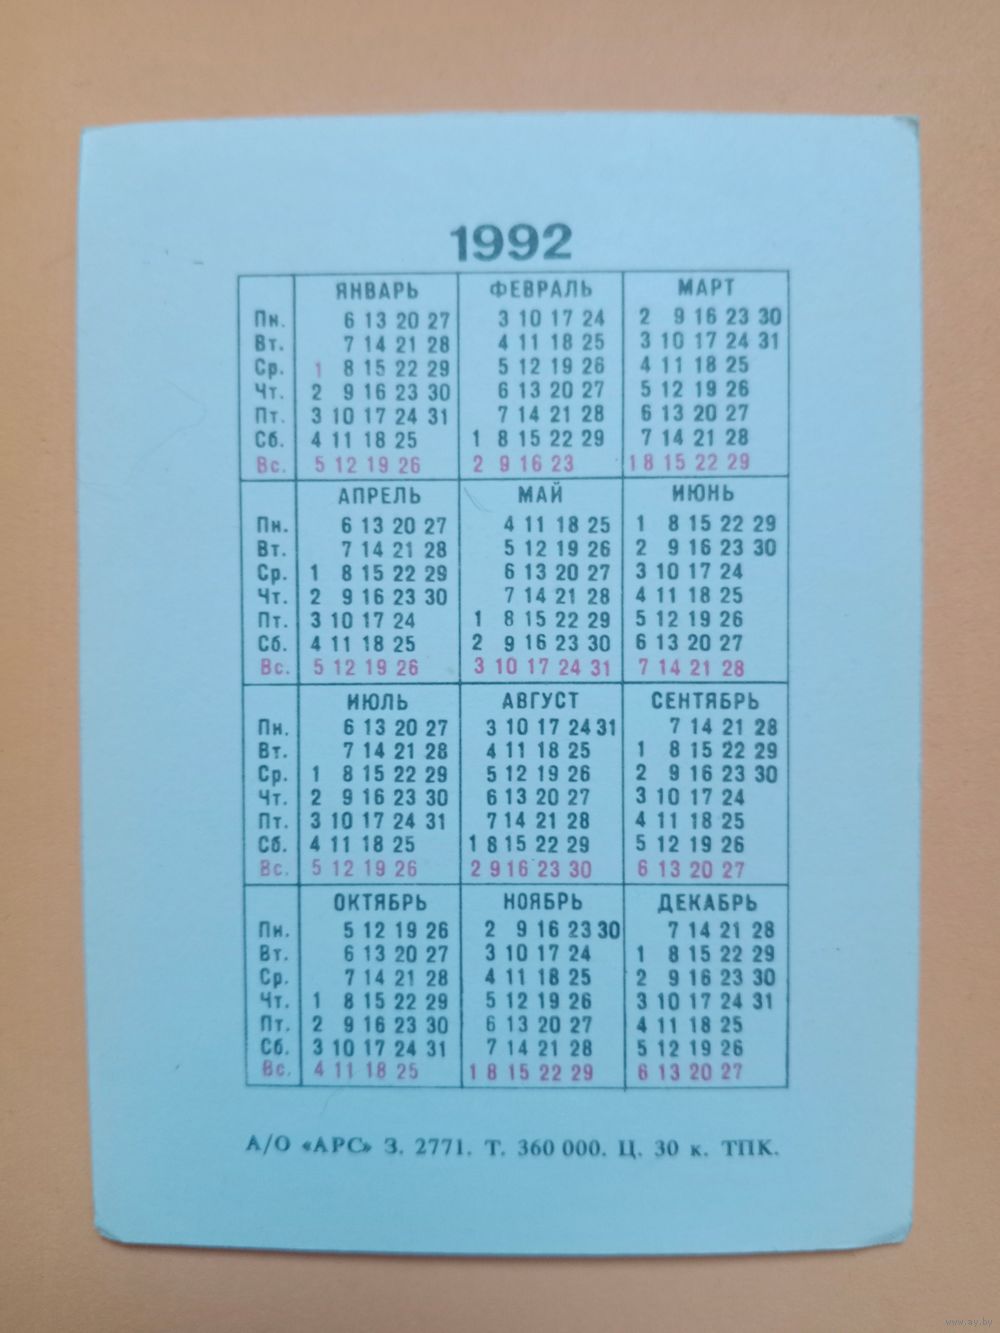 1992
ЯНВАРЬ ФЕВРАЛЬ МАРТ
Пн. 6 13 20 27 3 10 17 24 2 9 16 23 30
Вт. 7 14 21 28 4 11 18 25 3 10 17 24 31
Ср. 1 8 15 22 29 5 12 19 26 4 11 18 25
Чт. 2 9 16 23 30 6 13 20 27 5 12 19 26
Пт. 3 10 17 24 31 7 14 21 28 6 13 20 27
Сб. 4 11 18 25 1 8 15 22 29 7 14 21 28
Вс. 5 12 19 26 2 9 16 23 1 8 15 22 29
АПРЕЛЬ МАЙ ИЮНЬ
Пн. 6 13 20 27 4 11 18 25 1 8 15 22 29
Вт. 7 14 21 28 5 12 19 26 2 9 16 23 30
Ср. 1 8 15 22 29 6 13 20 27 3 10 17 24
Чт. 2 9 16 23 30 7 14 21 28 4 11 18 25
Пт. 3 10 17 24 1 8 15 22 29 5 12 19 26
Сб. 4 11 18 25 2 9 16 23 30 6 13 20 27
Вс. 5 12 19 26 3 10 17 24 31 7 14 21 28
ИЮЛЬ АВГУСТ СЕНТЯБРЬ
Пн. 6 13 20 27 3 10 17 24 31 7 14 21 28
Вт. 7 14 21 28 4 11 18 25 1 8 15 22 29
Ср. 1 8 15 22 29 5 12 19 26 2 9 16 23 30
Чт. 2 9 16 23 30 6 13 20 27 3 10 17 24
Пт. 3 10 17 24 31 7 14 21 28 4 11 18 25
Сб. 4 11 18 25 1 8 15 22 29 5 12 19 26
Вс. 5 12 19 26 2 9 16 23 30 6 13 20 27
ОКТЯБРЬ НОЯБРЬ ДЕКАБРЬ
Пн. 5 12 19 26 2 9 16 23 30 7 14 21 28
Вт. 6 13 20 27 3 10 17 24 1 8 15 22 29
Ср. 7 14 21 28 4 11 18 25 2 9 16 23 30
Чт. 1 8 15 22 29 5 12 19 26 3 10 17 24 31
Пт. 2 9 16 23 30 6 13 20 27 4 11 18 25
Сб. 3 10 17 24 31 7 14 21 28 5 12 19 26
Вс. 4 11 18 25 1 8 15 22 29 6 13 20 27
А/О «АРС» З. 2771. Т. 360 000. Ц. 30 к. ТПК.
www.ay.by